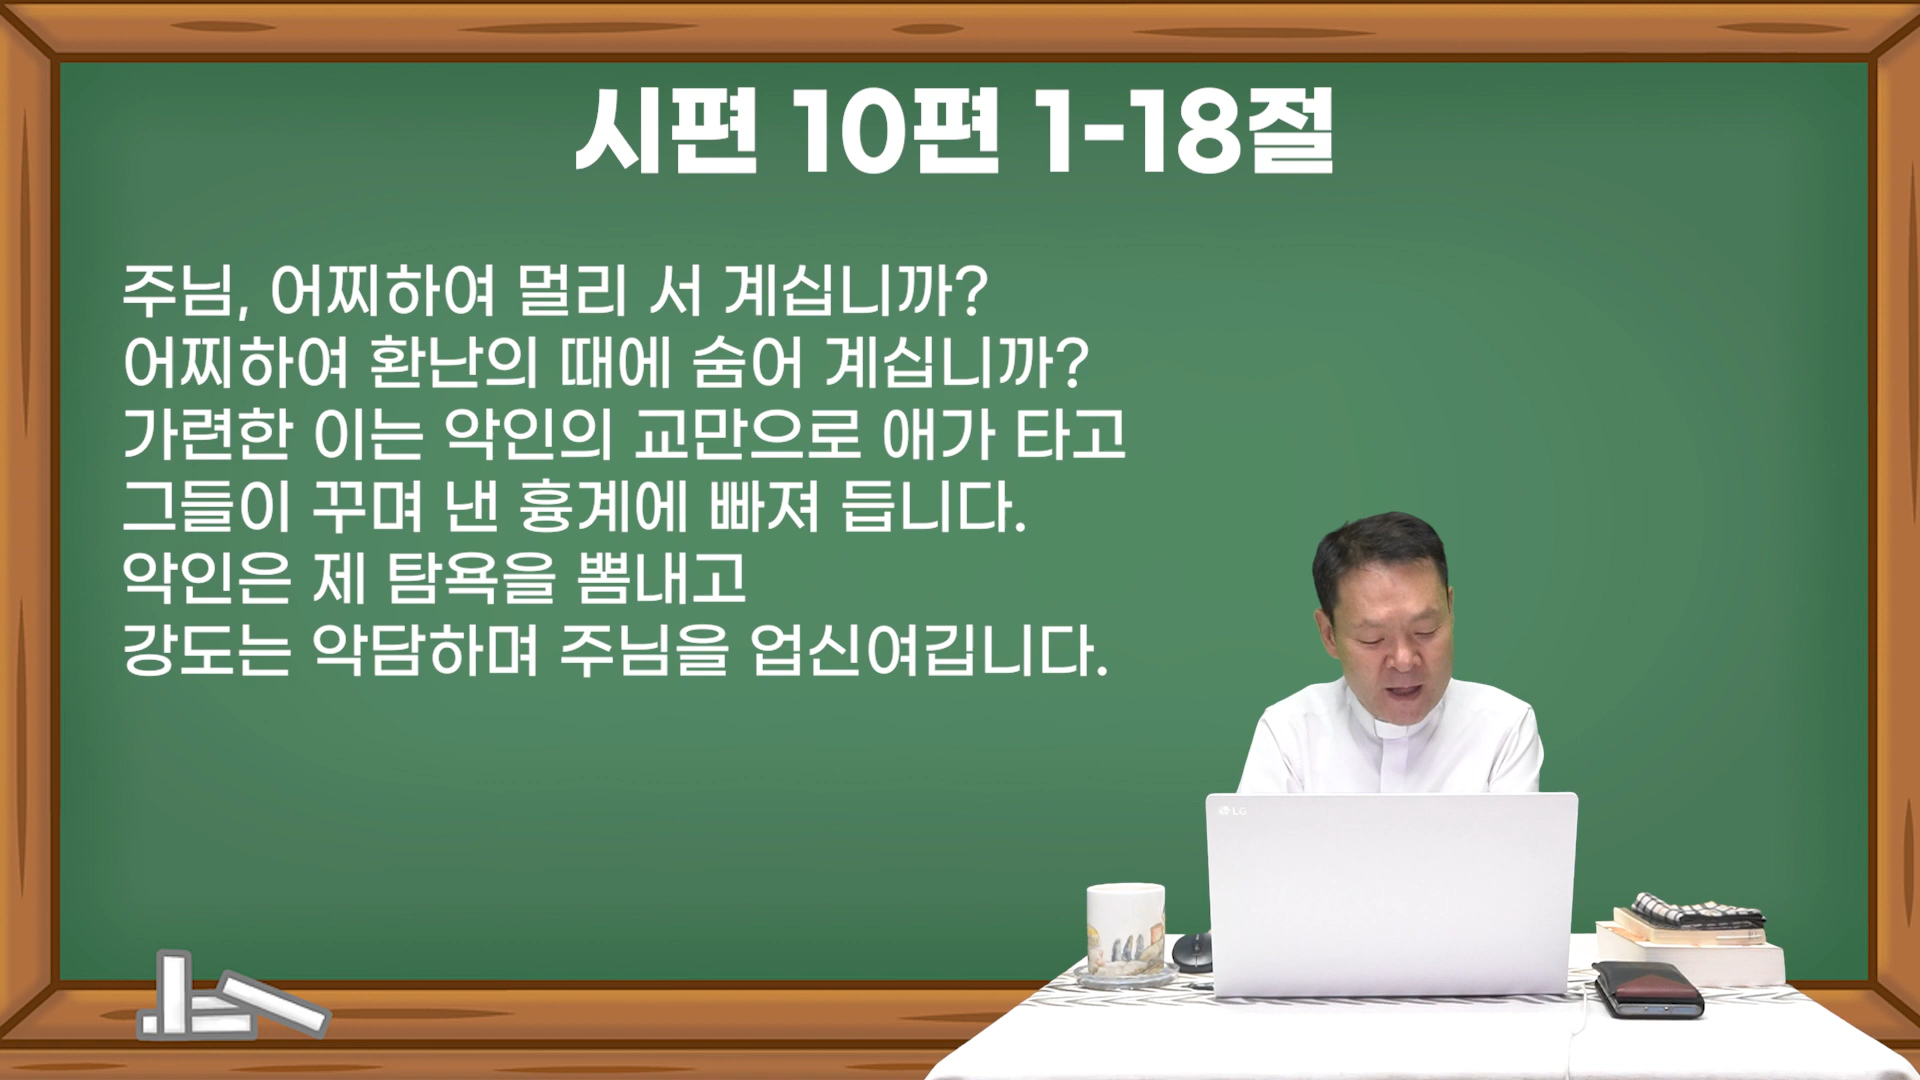 시편 10편 1-18절
주님, 어찌하여 멀리 서 계십니까?
어찌하여 환난의 때에 숨어 계십니까?
가련한 이는 악인의 교만으로 애가 타고
그들이 꾸며 낸 흉계에 빠져 듭니다.
악인은 제 탐욕을 뽐내고
강도는 악담하며 주님을 업신여깁니다.
LG